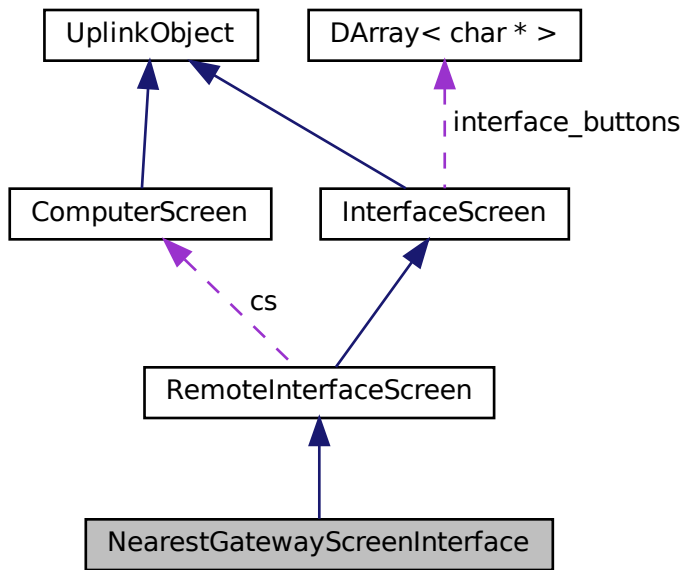 UplinkObject
DArray< char * >
interface_buttons
ComputerScreen
InterfaceScreen
cs
RemoteInterfaceScreen
NearestGatewayScreenInterface